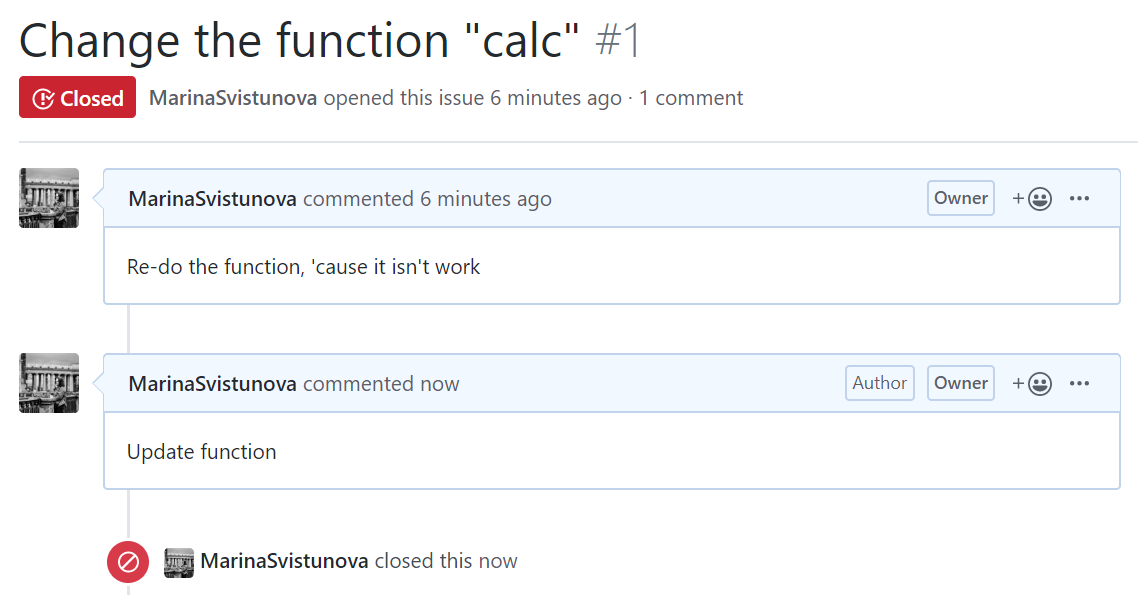 Change the function "calc" #1
Closed MarinaSvistunova opened this issue 6 minutes ago · 1 comment
MarinaSvistunova commented 6 minutes ago Owner
Re-do the function, 'cause it isn't work
MarinaSvistunova commented now Author Owner
Update function
MarinaSvistunova closed this now